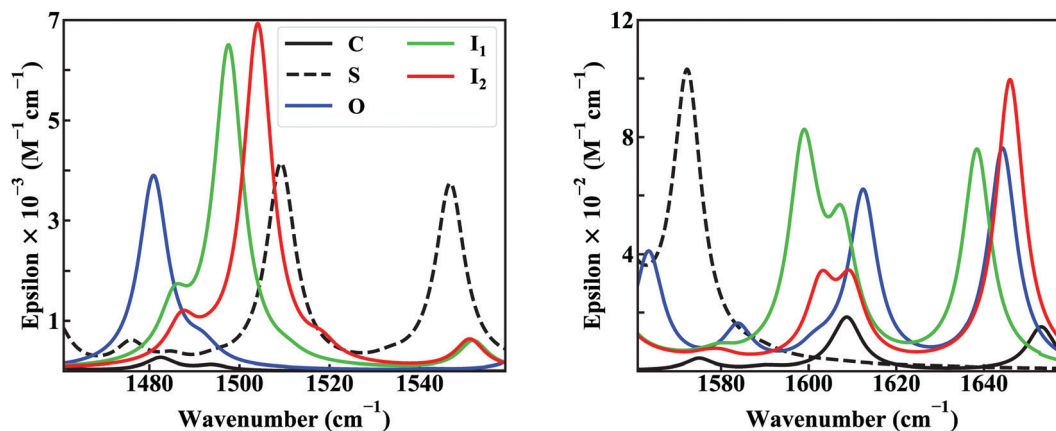 7
5
3
1
Epsilon × 10⁻³ (M⁻¹ cm⁻¹)
C
S
O
I₁
I₂
1480 1500 1520 1540
Wavenumber (cm⁻¹)
12
8
4
Epsilon × 10⁻² (M⁻¹ cm⁻¹)
1580 1600 1620 1640
Wavenumber (cm⁻¹)